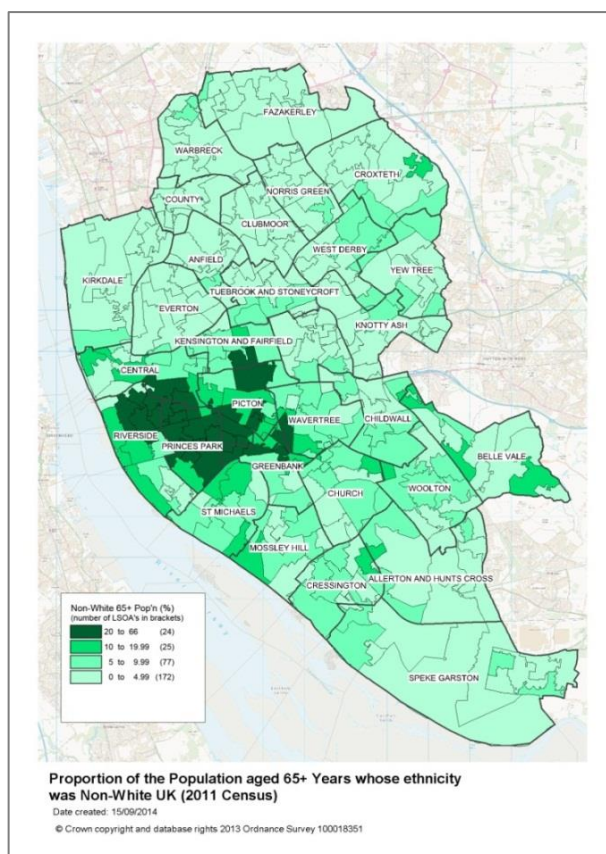 FAZAKERLEY
WARBRECK
CROXTETH
NORRIS GREEN
COUNTY
CLUBMOOR
WEST DERBY
ANFIELD
YEW TREE
KIRKDALE
TUEBROOK AND STONEYCROFT
EVERTON
KNOTTY ASH
KENSINGTON AND FAIRFIELD
CENTRAL
PICTON
CHILDWALL
WAVERTREE
RIVERSIDE
PRINCES PARK
BELLE VALE
GREENBANK
CHURCH
WOOLTON
ST MICHAELS
MOSSLEY HILL
ALLERTON AND HUNTS CROSS
CRESSINGTON
SPEKE GARSTON
Non-White 65+ Pop'n (%)
(number of LSOA's in brackets)
20 to 66 (24)
10 to 19.99 (25)
5 to 9.99 (77)
0 to 4.99 (172)
Proportion of the Population aged 65+ Years whose ethnicity
was Non-White UK (2011 Census)
Date created: 15/09/2014
© Crown copyright and database rights 2013 Ordnance Survey 100018351